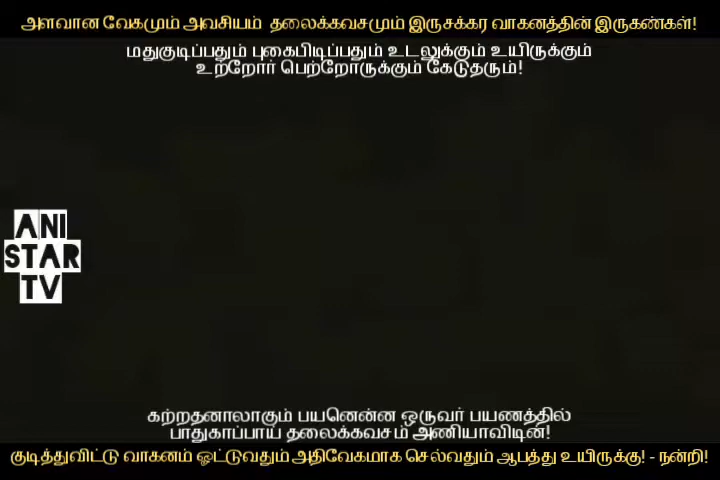 அளவான வேகமும் அவசியம் தலைக்கவசமும் இருசக்கர வாகனத்தின் இருகண்கள்!
மதுகுடிப்பதும் புகைபிடிப்பதும் உடலுக்கும் உயிருக்கும்
உற்றோர் பெற்றோருக்கும் கேடுதரும்!
ANI
STAR
TV
கற்றதனாலாகும் பயனென்ன ஒருவர் பயணத்தில்
பாதுகாப்பாய் தலைக்கவசம் அணியாவிடின்!
குடித்துவிட்டு வாகனம் ஓட்டுவதும் அதிவேகமாக செல்வதும் ஆபத்து உயிருக்கு! - நன்றி!